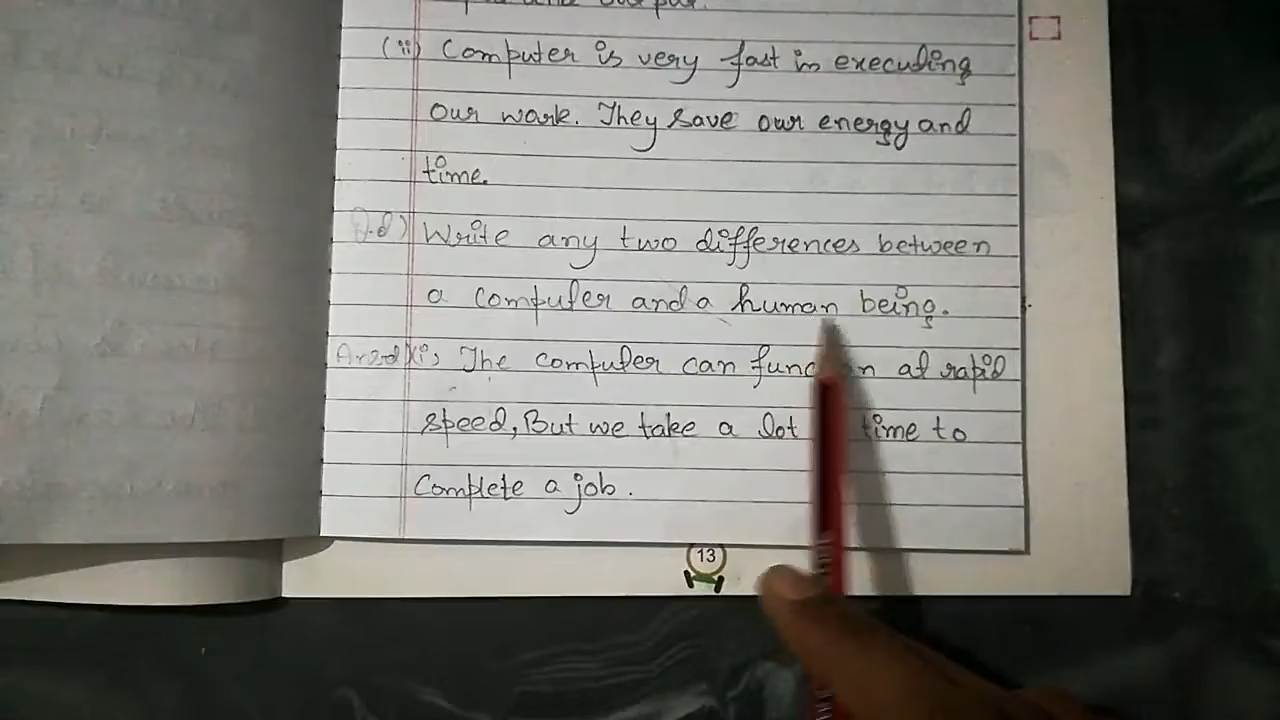 (ii) Computer is very fast in executing
our work. They save our energy and
time.
Q.d) Write any two differences between
a computer and a human being.
Ans.d) (i) The computer can at rapid
speed, But we take a lot time to
Complete a job.
13